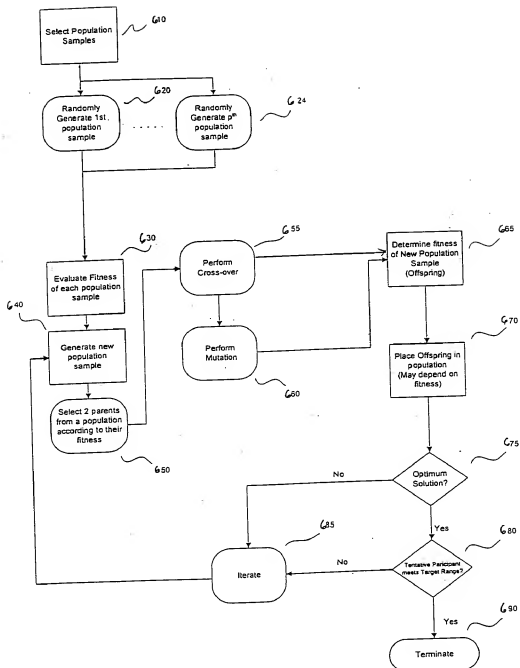 Select Population
Samples
610
Randomly
Generate 1st,
population
sample
620
. . . . .
Randomly
Generate pth
population
sample
624
630
Evaluate Fitness
of each population
sample
640
Generate new
population
sample
Select 2 parents
from a population
according to their
fitness
650
655
Perform
Cross-over
Perform
Mutation
660
665
Determine fitness
of New Population
Sample
(Offspring)
670
Place Offspring in
population
(May depend on
fitness)
675
Optimum
Solution?
No
Yes
680
Tentative Paricipant
meets Target Range?
No
685
Iterate
Yes
690
Terminate